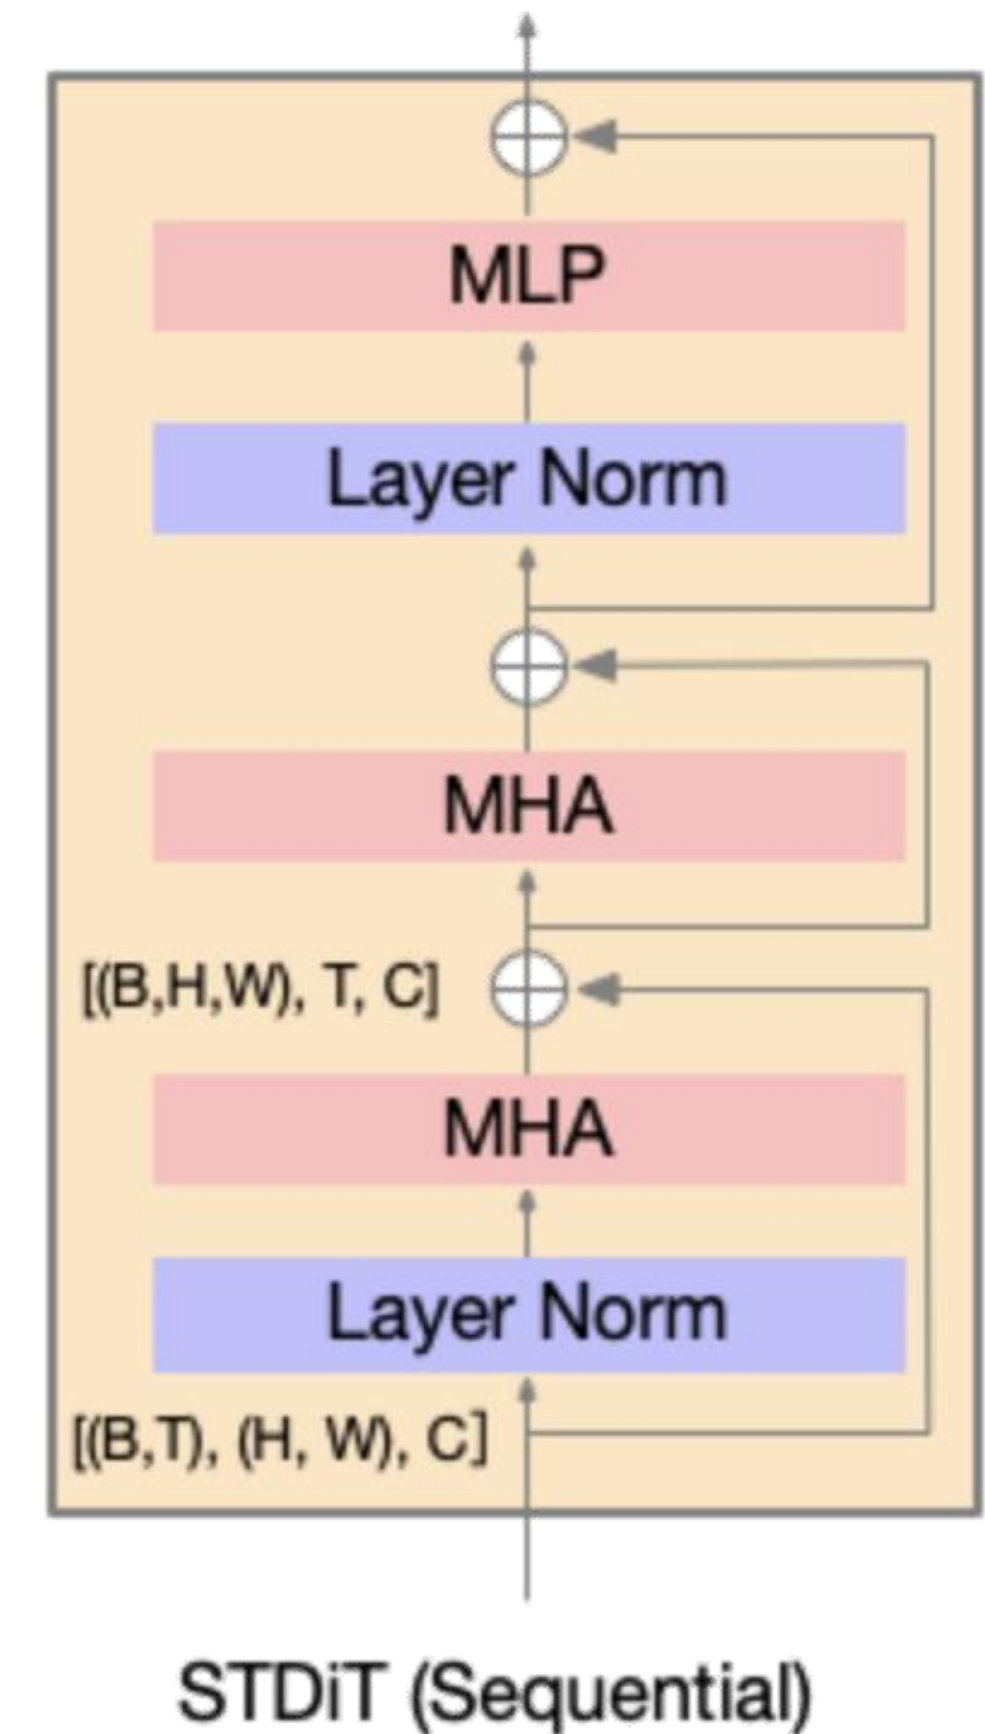 MLP
Layer Norm
MHA
[(B,H,W), T, C]
MHA
Layer Norm
[(B,T), (H, W), C]
STDiT (Sequential)